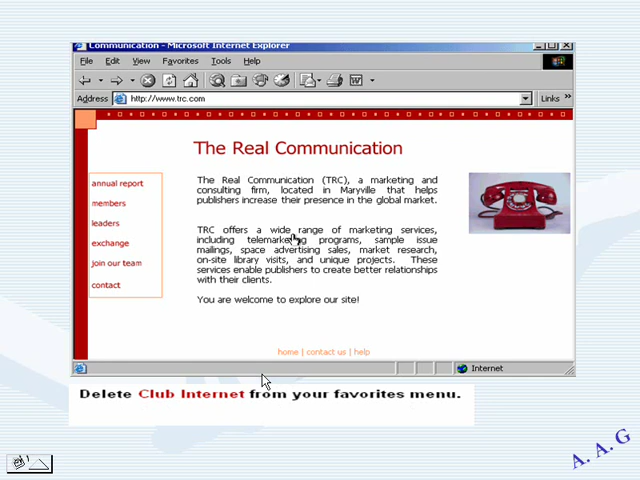 Communication - Microsoft Internet Explorer
File Edit View Favorites Tools Help
Address http://www.trc.com Links »
The Real Communication
annual report
members
leaders
exchange
join our team
contact
The Real Communication (TRC), a marketing and
consulting firm, located in Maryville that helps
publishers increase their presence in the global market.
TRC offers a wide range of marketing services,
including telemarketing programs, sample issue
mailings, space advertising sales, market research,
on-site library visits, and unique projects. These
services enable publishers to create better relationships
with their clients.
You are welcome to explore our site!
home | contact us | help
Internet
Delete Club Internet from your favorites menu.
A. A. G